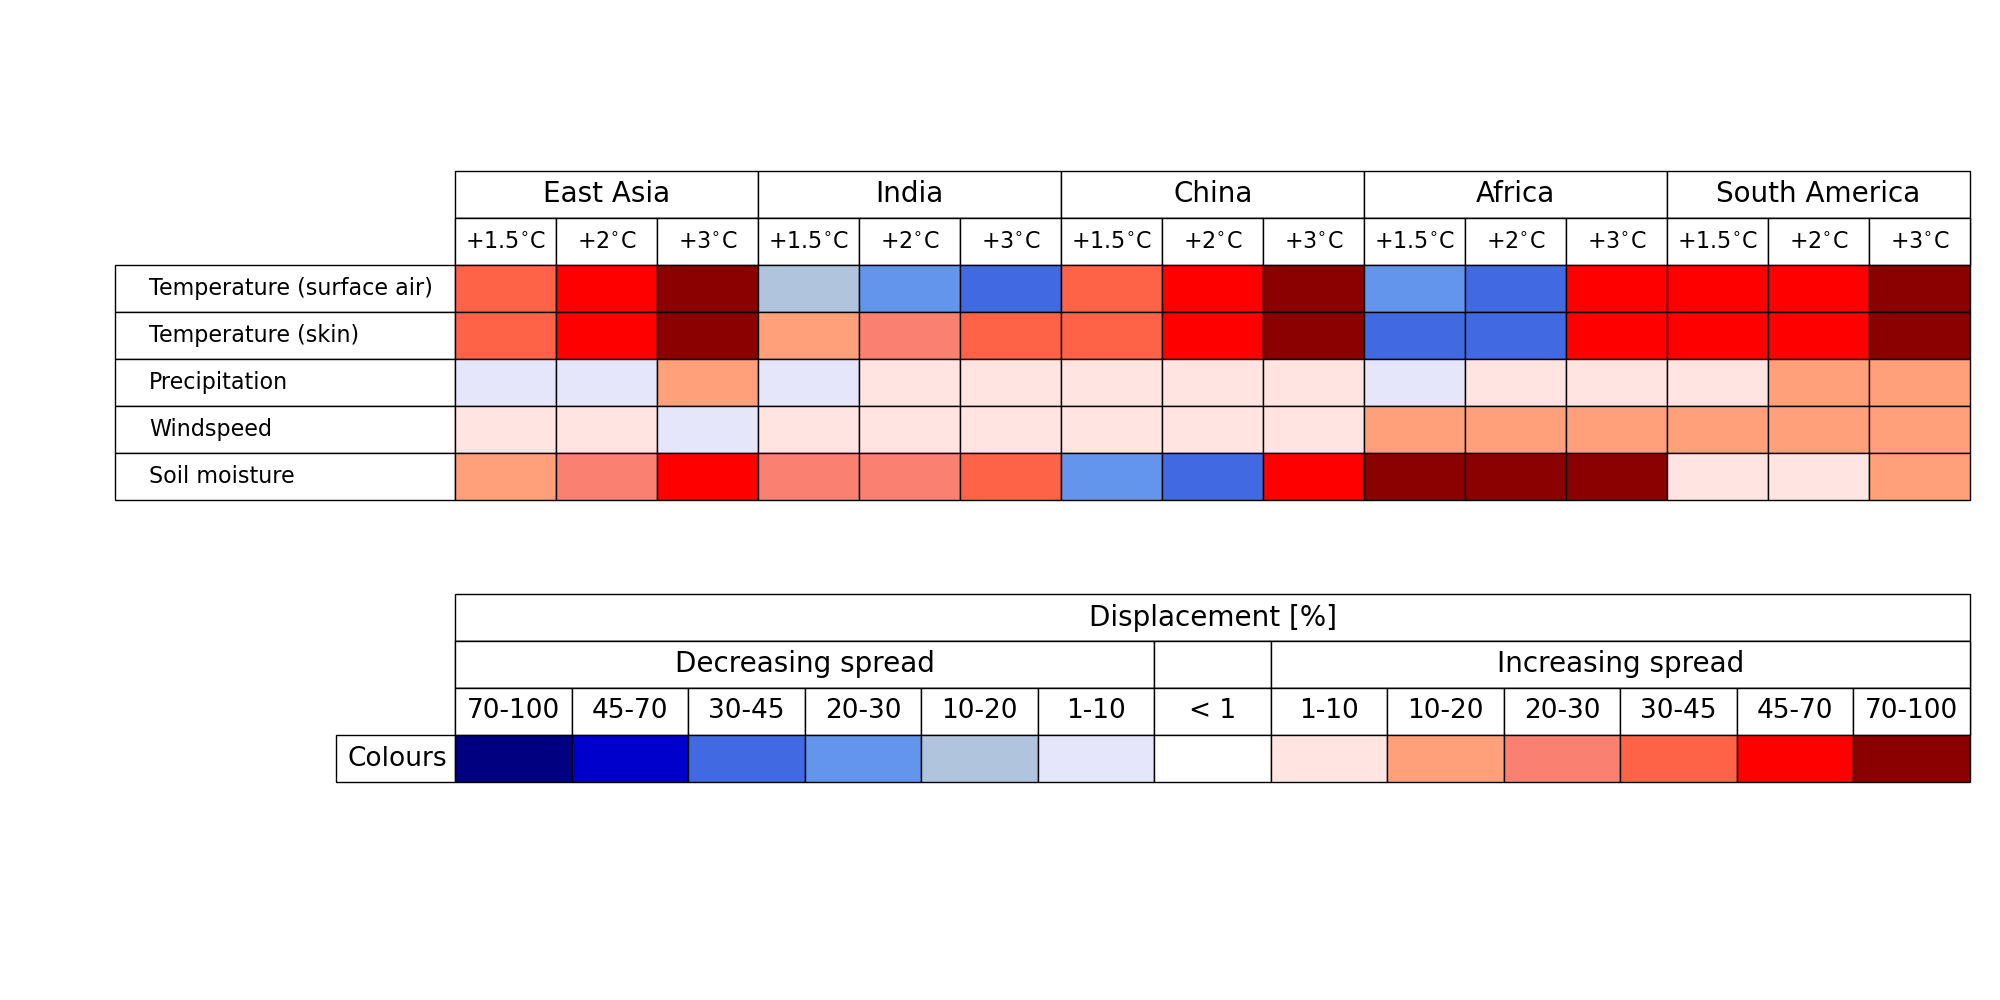 East Asia India China Africa South America
+1.5°C +2°C +3°C +1.5°C +2°C +3°C +1.5°C +2°C +3°C +1.5°C +2°C +3°C +1.5°C +2°C +3°C
Temperature (surface air)
Temperature (skin)
Precipitation
Windspeed
Soil moisture
Displacement [%]
Decreasing spread Increasing spread
70-100 45-70 30-45 20-30 10-20 1-10 < 1 1-10 10-20 20-30 30-45 45-70 70-100
Colours